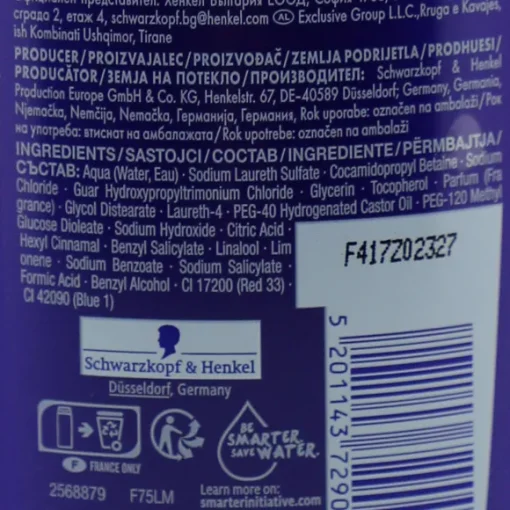 сграда 2, етаж 4, schwarzkopf.bg@henkel.com AL Exclusive Group L.L.C.,Rruga e Kavajes,
ish Kombinati Ushqimor, Tirane
PRODUCER/PROIZVAJALEC/PROIZVOĐAČ/ZEMLJA PODRIJETLA/PRODHUESI/
PRODUCĂTOR/ЗЕМЈА НА ПОТЕКЛО/ПРОИЗВОДИТЕЛ: Schwarzkopf & Henkel
Production Europe GmbH & Co. KG, Henkelstr. 67, DE-40589 Düsseldorf; Germany, Germania,
Njemačka, Nemčija, Nemačka, Германија, Германия, Rok uporabe: označen na ambalaži/Рок
на употреба: втиснат на амбалажата/Rok upotrebe: označen na ambalaži
INGREDIENTS/SASTOJCI/СОСТАВ/INGREDIENTE/PËRMBAJTJA/
СЪСТАВ: Aqua (Water, Eau) • Sodium Laureth Sulfate • Cocamidopropyl Betaine • Sodium
Chloride • Guar Hydroxypropyltrimonium Chloride • Glycerin • Tocopherol • Parfum (Fra
grance) • Glycol Distearate • Laureth-4 • PEG-40 Hydrogenated Castor Oil • PEG-120 Methyl
Glucose Dioleate • Sodium Hydroxide • Citric Acid •
Hexyl Cinnamal • Benzyl Salicylate • Linalool • Lim
onene • Sodium Benzoate • Sodium Salicylate •
Formic Acid • Benzyl Alcohol • CI 17200 (Red 33) •
CI 42090 (Blue 1)
F417Z02327
5 201143 7290
Schwarzkopf & Henkel
Düsseldorf, Germany
BE
SMARTER.
SAVE WATER.
F FRANCE ONLY
2568879 F75LM
Learn more on:
smarterinitiative.com